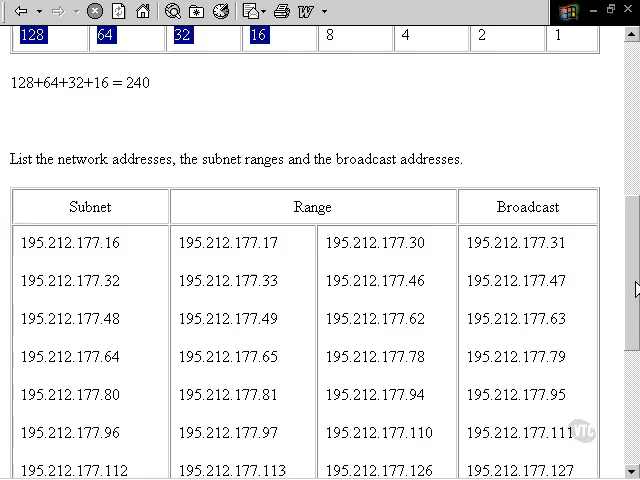 128 64 32 16 8 4 2 1
128+64+32+16 = 240
List the network addresses, the subnet ranges and the broadcast addresses.
Subnet Range Broadcast
195.212.177.16 195.212.177.17 195.212.177.30 195.212.177.31
195.212.177.32 195.212.177.33 195.212.177.46 195.212.177.47
195.212.177.48 195.212.177.49 195.212.177.62 195.212.177.63
195.212.177.64 195.212.177.65 195.212.177.78 195.212.177.79
195.212.177.80 195.212.177.81 195.212.177.94 195.212.177.95
195.212.177.96 195.212.177.97 195.212.177.110 195.212.177.111
VTC
195.212.177.112 195.212.177.113 195.212.177.126 195.212.177.127